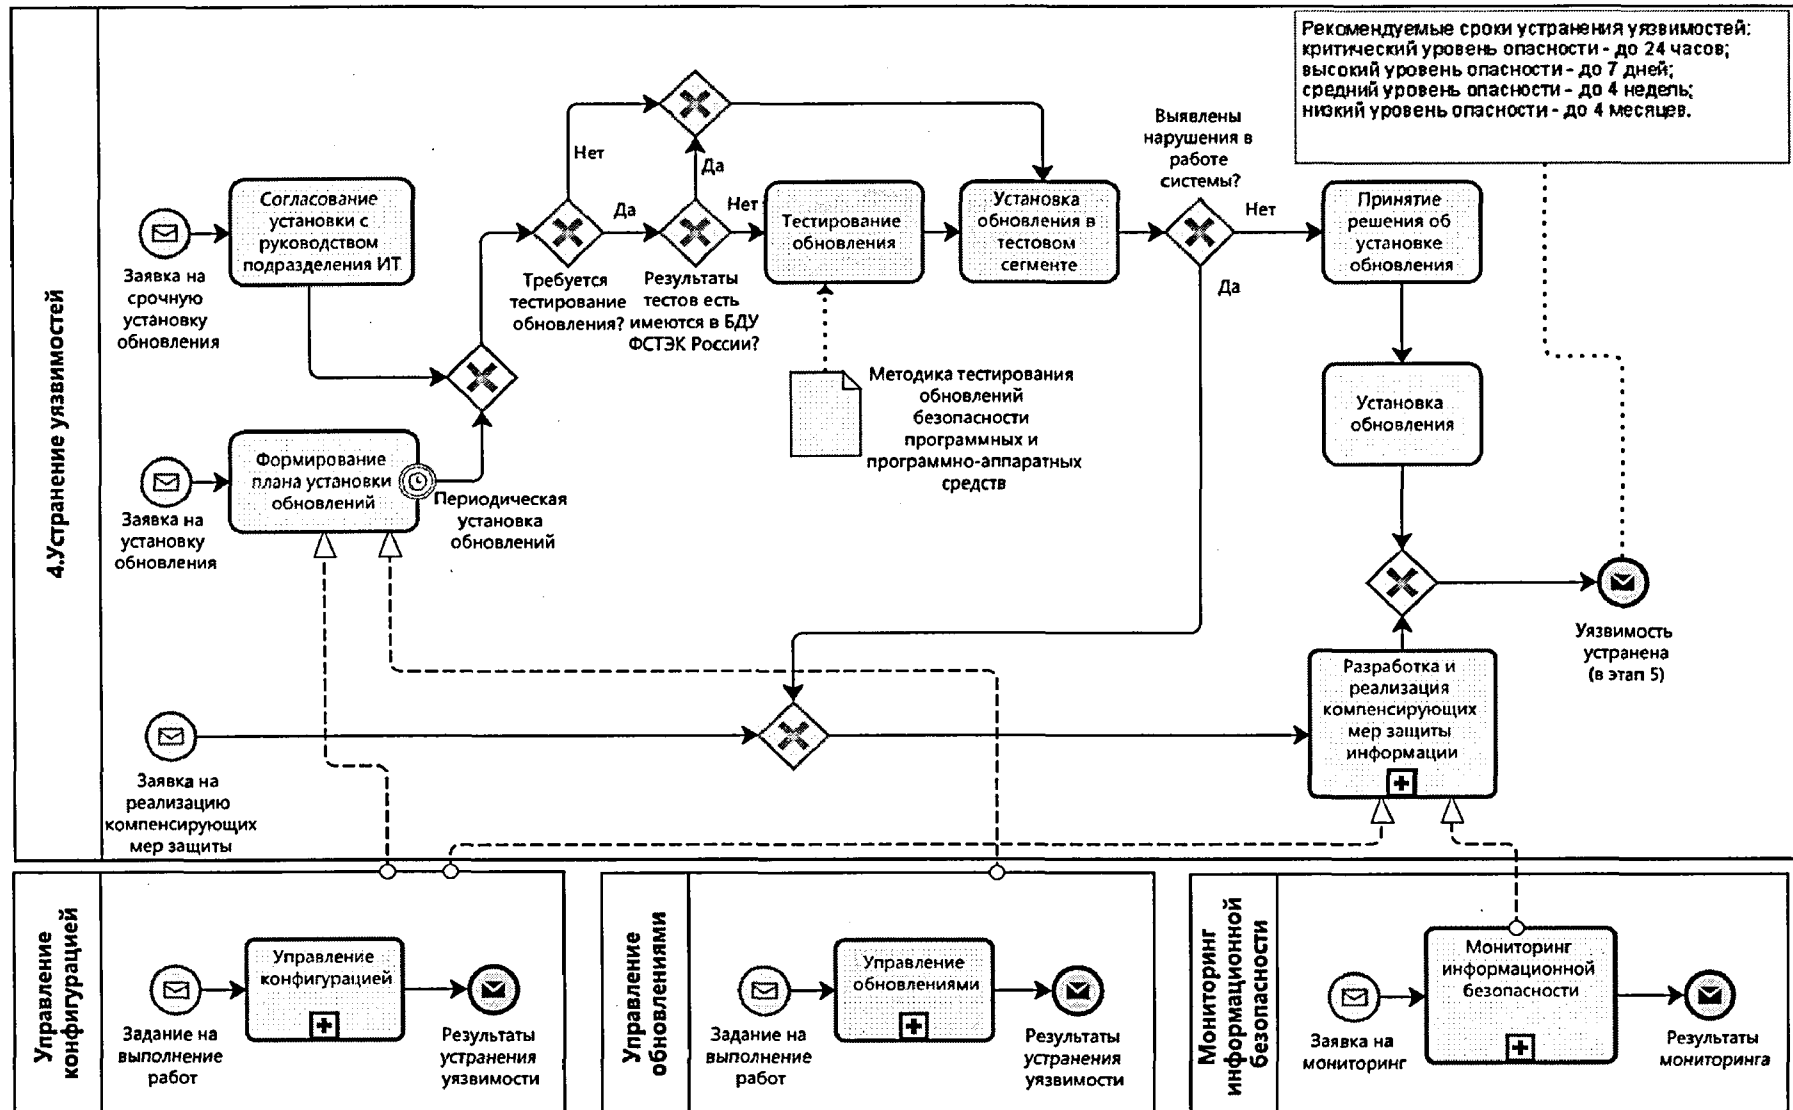 4.Устранение уязвимостей
Рекомендуемые сроки устранения уязвимостей:
критический уровень опасности - до 24 часов;
высокий уровень опасности - до 7 дней;
средний уровень опасности - до 4 недель;
низкий уровень опасности - до 4 месяцев.
Заявка на
срочную
установку
обновления
Согласование
установки с
руководством
подразделения ИТ
Нет
Да
Требуется
тестирование
обновления?
Да
Нет
Результаты
тестов есть
имеются в БДУ
ФСТЭК России?
Тестирование
обновления
Установка
обновления в
тестовом
сегменте
Выявлены
нарушения в
работе
системы?
Нет
Да
Принятие
решения об
установке
обновления
Методика тестирования
обновлений
безопасности
программных и
программно-аппаратных
средств
Установка
обновления
Заявка на
установку
обновления
Формирование
плана установки
обновлений
Периодическая
установка
обновлений
Уязвимость
устранена
(в этап 5)
Заявка на
реализацию
компенсирующих
мер защиты
Разработка и
реализация
компенсирующих
мер защиты
информации
Управление
конфигурацией
Задание на
выполнение
работ
Управление
конфигурацией
Результаты
устранения
уязвимости
Управление
обновлениями
Задание на
выполнение
работ
Управление
обновлениями
Результаты
устранения
уязвимости
Мониторинг
информационной
безопасности
Заявка на
мониторинг
Мониторинг
информационной
безопасности
Результаты
мониторинга